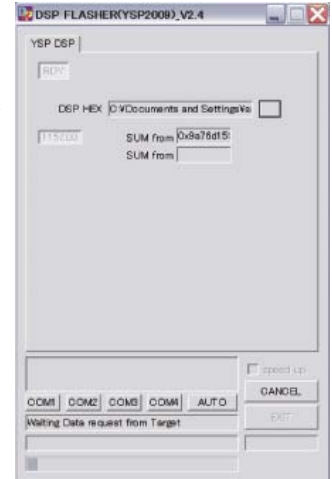 DSP FLASHER(YSP2009)_V2.4
YSP DSP
RDY
DSP HEX C:¥Documents and Settings¥s
115200 SUM from 0x9a76d15
SUM from
speed up
CANCEL
COM1 COM2 COM3 COM4 AUTO
EXIT
Waiting Data request from Target